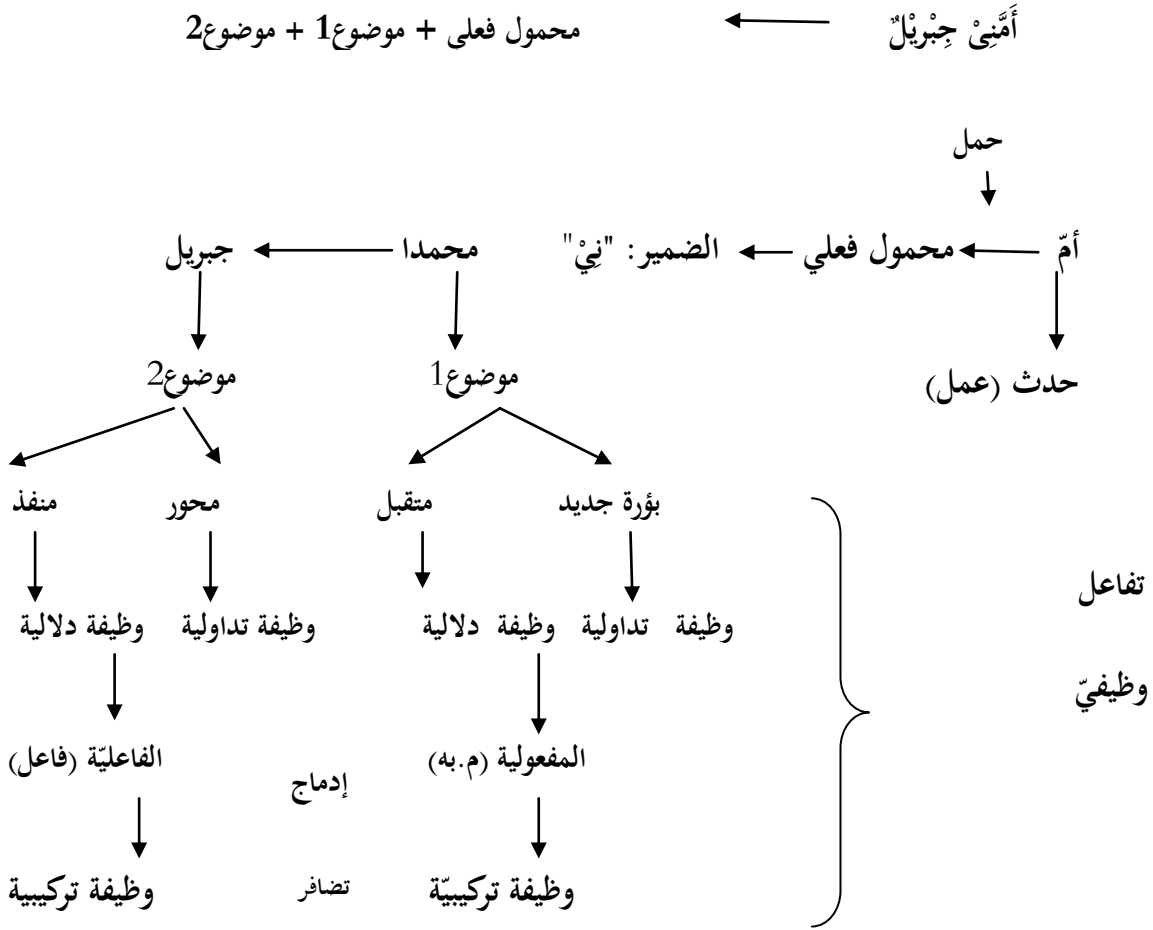 أَمَّنِيْ جِبْرِيْلٌ محمول فعلي + موضوع1 + موضوع2
حمل
أمّ محمول فعلي الضمير: "نِيْ" محمدا جبريل
حدث (عمل) موضوع1 موضوع2
بؤرة جديد متقبل محور منفذ
تفاعل
وظيفة تداولية وظيفة دلالية وظيفة تداولية وظيفة دلالية
وظيفيّ
المفعولية (م.به) إدماج الفاعليّة (فاعل)
وظيفة تركيبيّة تضافر وظيفة تركيبية